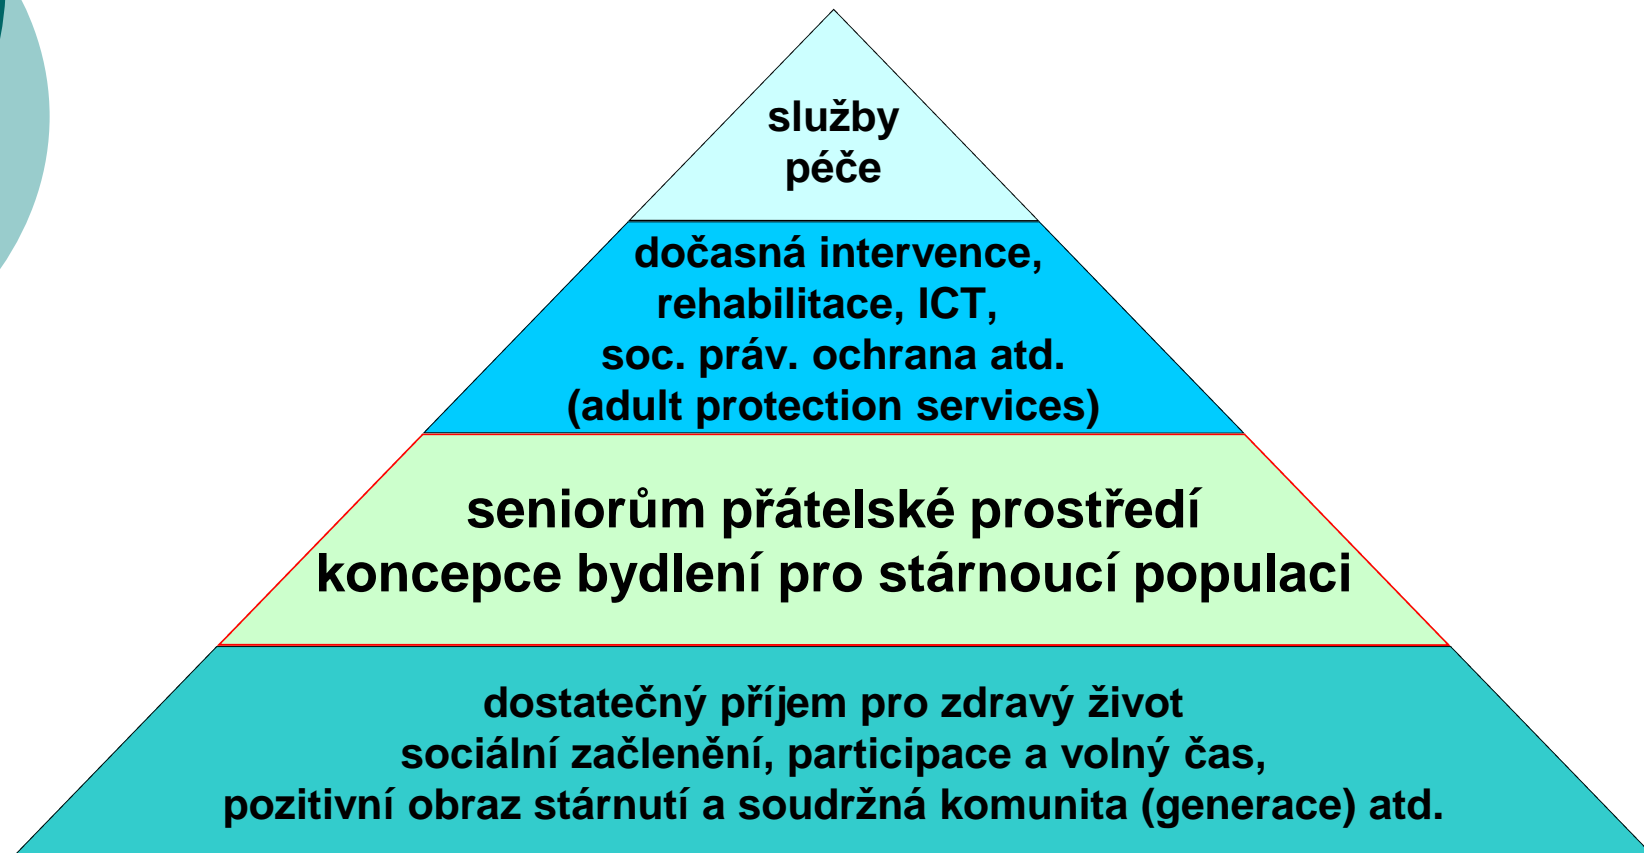 služby
péče
dočasná intervence,
rehabilitace, ICT,
soc. práv. ochrana atd.
(adult protection services)
seniorům přátelské prostředí
koncepce bydlení pro stárnoucí populaci
dostatečný příjem pro zdravý život
sociální začlenění, participace a volný čas,
pozitivní obraz stárnutí a soudržná komunita (generace) atd.